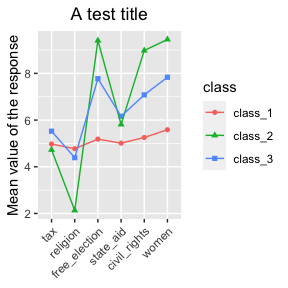 A test title
Mean value of the response
8
6
4
2
tax
religion
free_election
state_aid
civil_rights
women
class
class_1
class_2
class_3